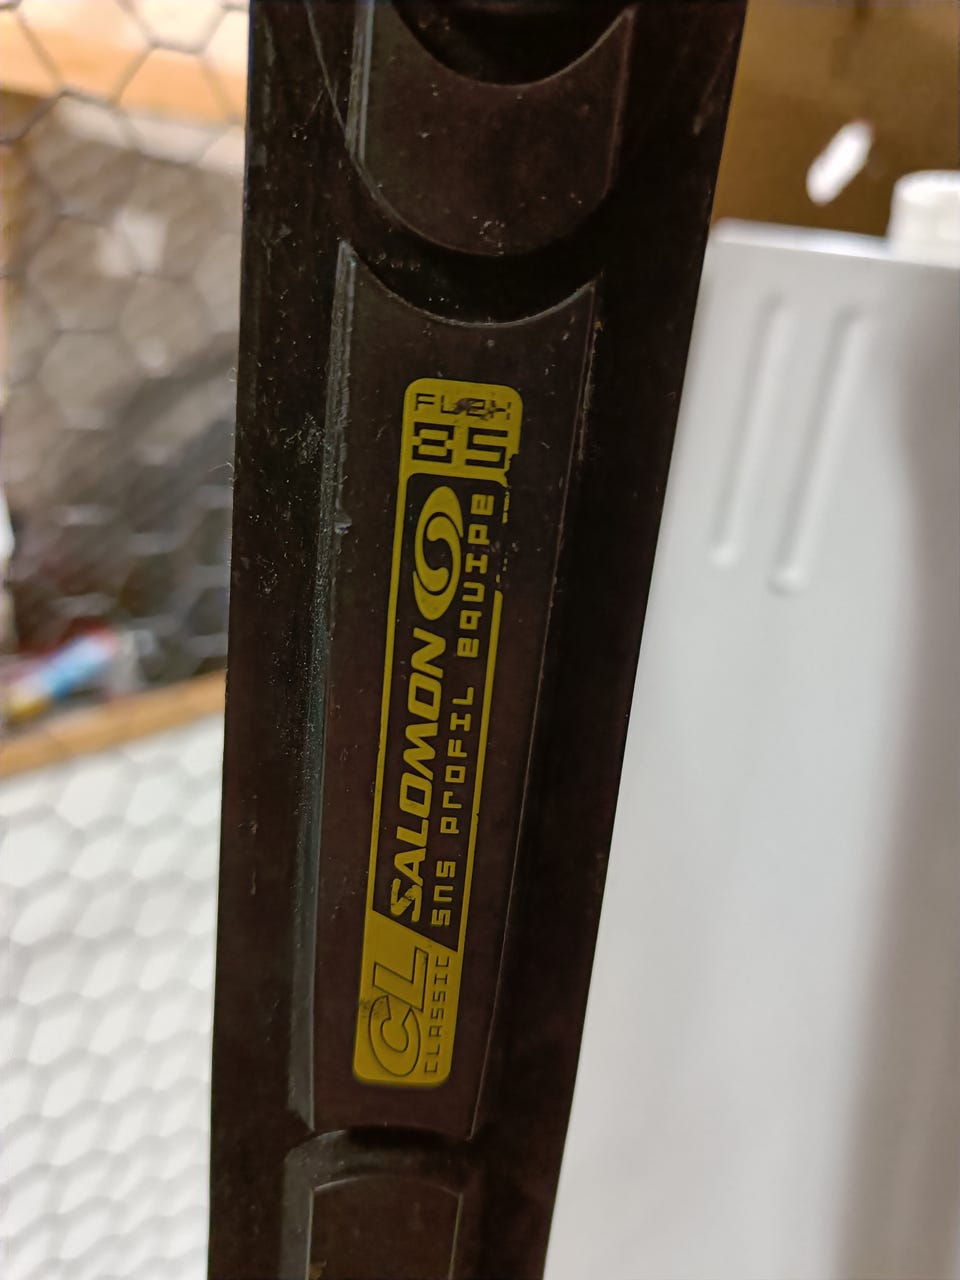 FLEX
85
SALOMON
SNS PROFIL EQUIPE
CL
CLASSIC